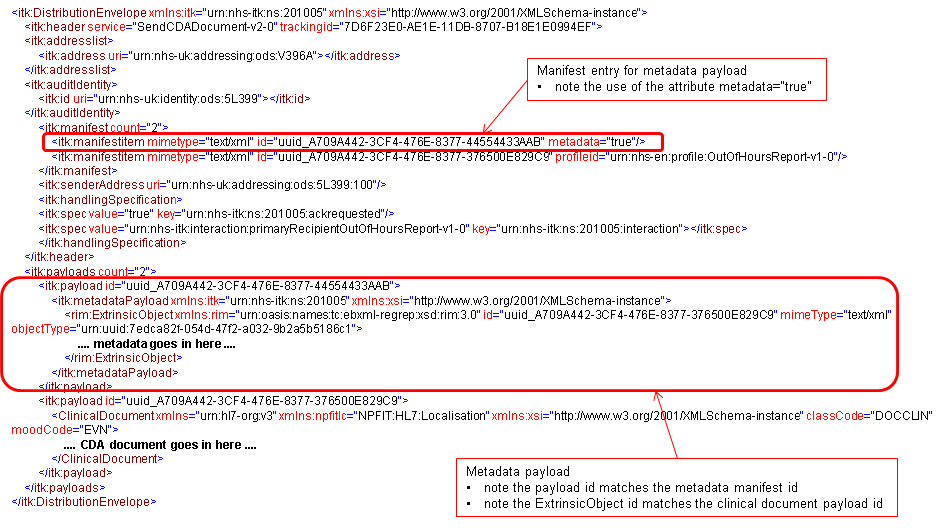 <itk:DistributionEnvelope xmlns:itk="urn:nhs-itk:ns:201005" xmlns:xsi="http://www.w3.org/2001/XMLSchema-instance">
<itk:header service="SendCDADocument-v2-0" trackingid="7D6F23E0-AE1E-11DB-8707-B18E1E0994EF">
<itk:addresslist>
<itk:address uri="urn:nhs-uk:addressing:ods:V396A"></itk:address>
</itk:addresslist>
<itk:auditIdentity>
<itk:id uri="urn:nhs-uk:identity:ods:5L399"></itk:id>
</itk:auditIdentity>
<itk:manifest count="2">
<itk:manifestitem mimetype="text/xml" id="uuid_A709A442-3CF4-476E-8377-44554433AAB" metadata="true"/>
<itk:manifestitem mimetype="text/xml" id="uuid_A709A442-3CF4-476E-8377-376500E829C9" profileid="urn:nhs-en:profile:OutOfHoursReport-v1-0"/>
</itk:manifest>
<itk:senderAddress uri="urn:nhs-uk:addressing:ods:5L399:100"/>
<itk:handlingSpecification>
<itk:spec value="true" key="urn:nhs-itk:ns:201005:ackrequested"/>
<itk:spec value="urn:nhs-itk:interaction:primaryRecipientOutOfHoursReport-v1-0" key="urn:nhs-itk:ns:201005:interaction"></itk:spec>
</itk:handlingSpecification>
</itk:header>
<itk:payloads count="2">
<itk:payload id="uuid_A709A442-3CF4-476E-8377-44554433AAB">
<itk:metadataPayload xmlns:itk="urn:nhs-itk:ns:201005" xmlns:xsi="http://www.w3.org/2001/XMLSchema-instance">
<rim:ExtrinsicObject xmlns:rim="urn:oasis:names:tc:ebxml-regrep:xsd:rim:3.0" id="uuid_A709A442-3CF4-476E-8377-376500E829C9" mimeType="text/xml"
objectType="urn:uuid:7edca82f-054d-47f2-a032-9b2a5b5186c1">
.... metadata goes in here ....
</rim:ExtrinsicObject>
</itk:metadataPayload>
</itk:payload>
<itk:payload id="uuid_A709A442-3CF4-476E-8377-376500E829C9">
<ClinicalDocument xmlns="urn:hl7-org:v3" xmlns:npfitlc="NPFIT:HL7:Localisation" xmlns:xsi="http://www.w3.org/2001/XMLSchema-instance" classCode="DOCCLIN"
moodCode="EVN">
.... CDA document goes in here ....
</ClinicalDocument>
</itk:payload>
</itk:payloads>
</itk:DistributionEnvelope>
Manifest entry for metadata payload
• note the use of the attribute metadata="true"
Metadata payload
• note the payload id matches the metadata manifest id
• note the ExtrinsicObject id matches the clinical document payload id